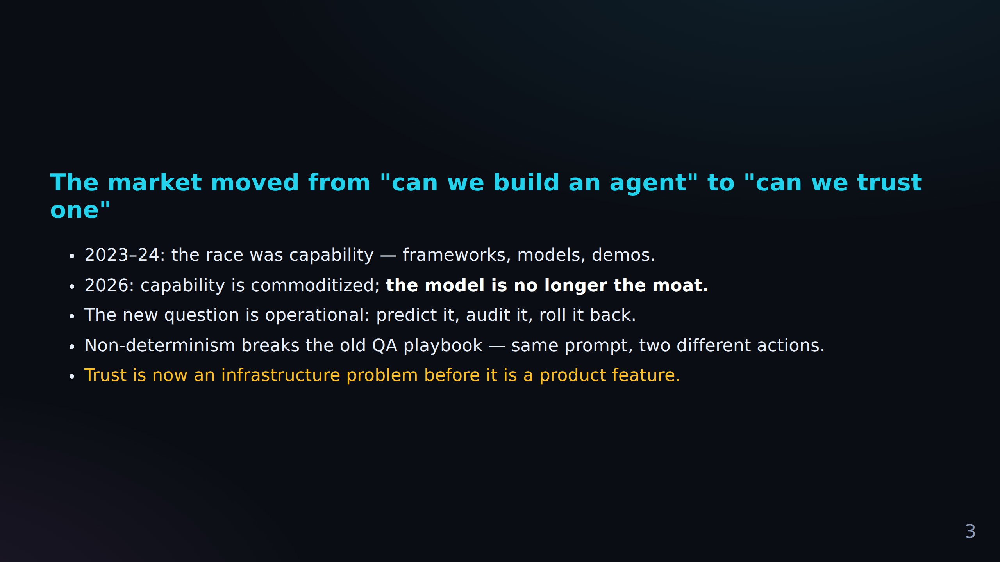 The market moved from "can we build an agent" to "can we trust
one"
• 2023–24: the race was capability — frameworks, models, demos.
• 2026: capability is commoditized; the model is no longer the moat.
• The new question is operational: predict it, audit it, roll it back.
• Non-determinism breaks the old QA playbook — same prompt, two different actions.
• Trust is now an infrastructure problem before it is a product feature.
3